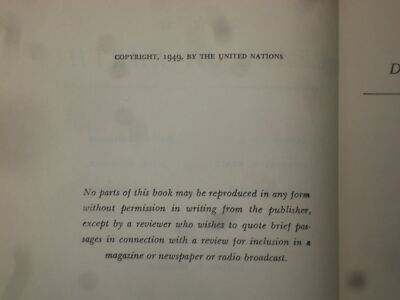 COPYRIGHT, 1949, BY THE UNITED NATIONS
No parts of this book may be reproduced in any form
without permission in writing from the publisher,
except by a reviewer who wishes to quote brief pas-
sages in connection with a review for inclusion in a
magazine or newspaper or radio broadcast.
D